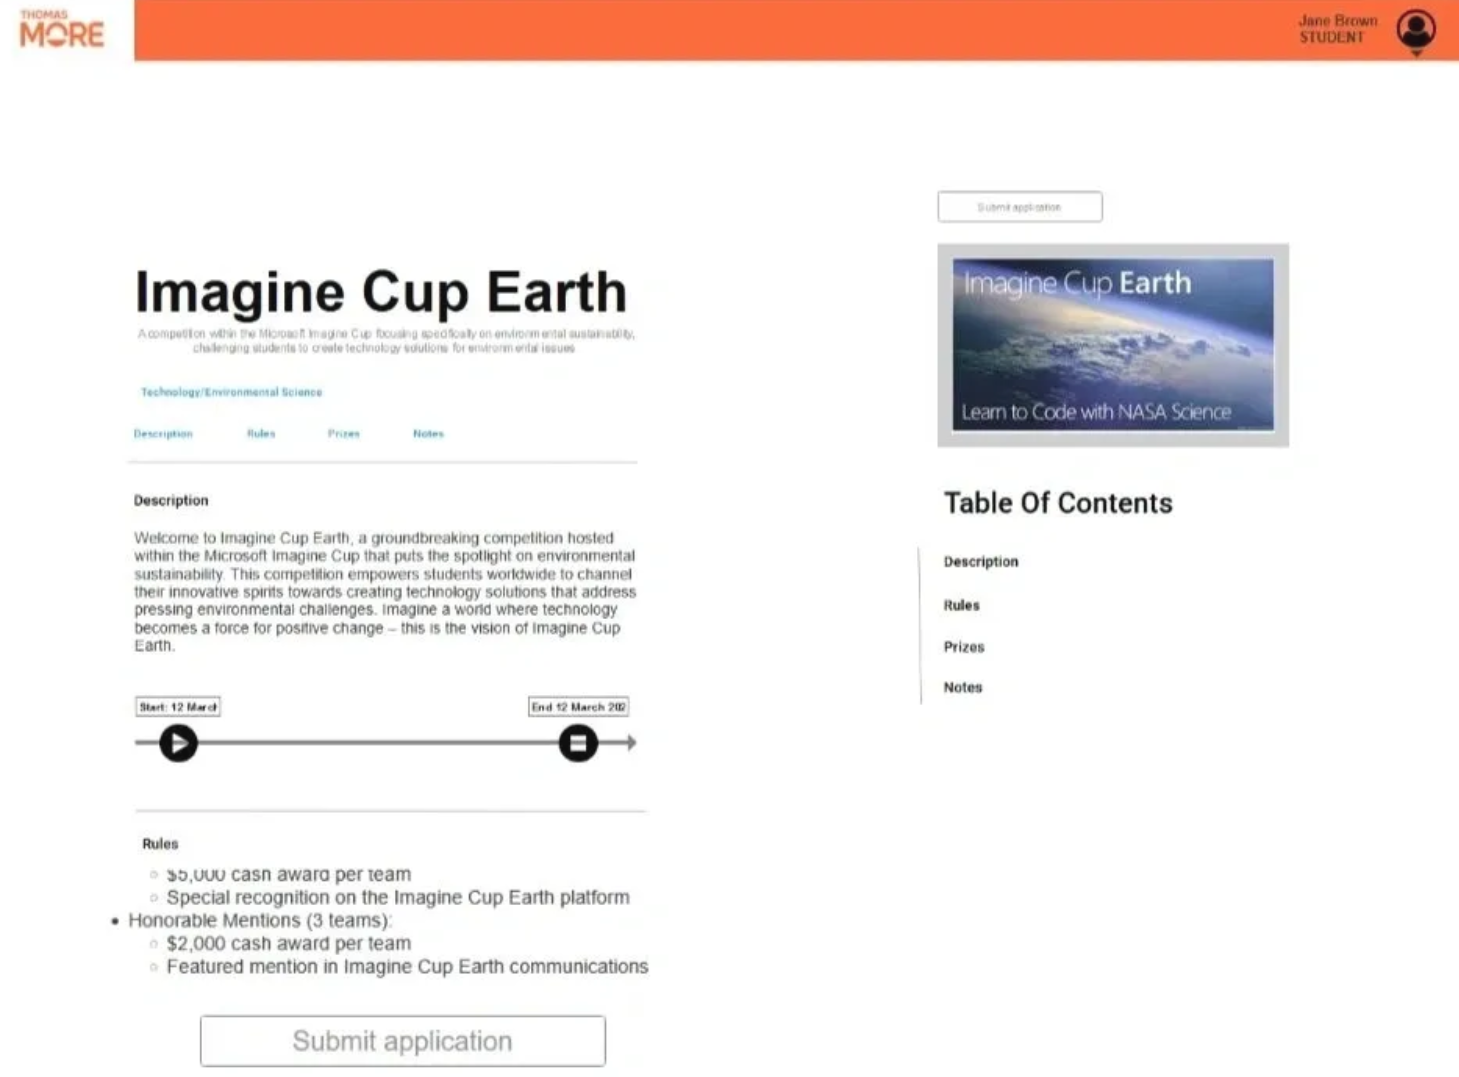 THOMAS
MORE
Jane Brown
STUDENT
Submit application
Imagine Cup Earth
A competition within the Microsoft Imagine Cup focusing specifically on environmental sustainability,
challenging students to create technology solutions for environmental issues
Technology/Environmental Science
Description Rules Prizes Notes
Description
Welcome to Imagine Cup Earth, a groundbreaking competition hosted
within the Microsoft Imagine Cup that puts the spotlight on environmental
sustainability. This competition empowers students worldwide to channel
their innovative spirits towards creating technology solutions that address
pressing environmental challenges. Imagine a world where technology
becomes a force for positive change – this is the vision of Imagine Cup
Earth.
Start: 12 March
End 12 March 202
Rules
$5,000 cash award per team
Special recognition on the Imagine Cup Earth platform
Honorable Mentions (3 teams):
$2,000 cash award per team
Featured mention in Imagine Cup Earth communications
Submit application
Imagine Cup Earth
Learn to Code with NASA Science
Table Of Contents
Description
Rules
Prizes
Notes